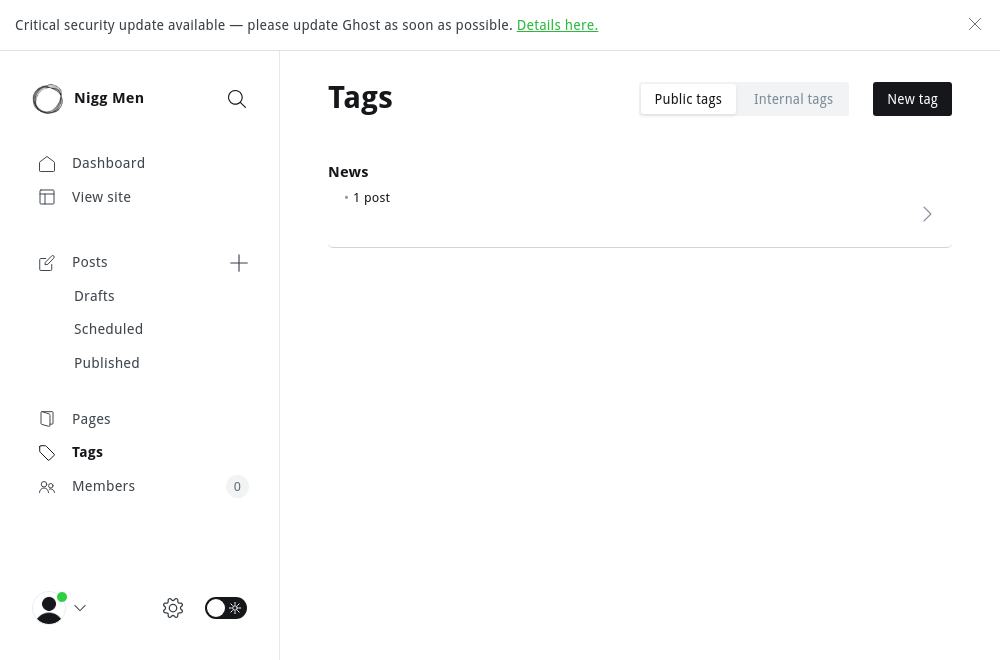 Critical security update available — please update Ghost as soon as possible. Details here.
Nigg Men
Dashboard
View site
Posts
Drafts
Scheduled
Published
Pages
Tags
Members
0
Tags
Public tags
Internal tags
New tag
News
• 1 post